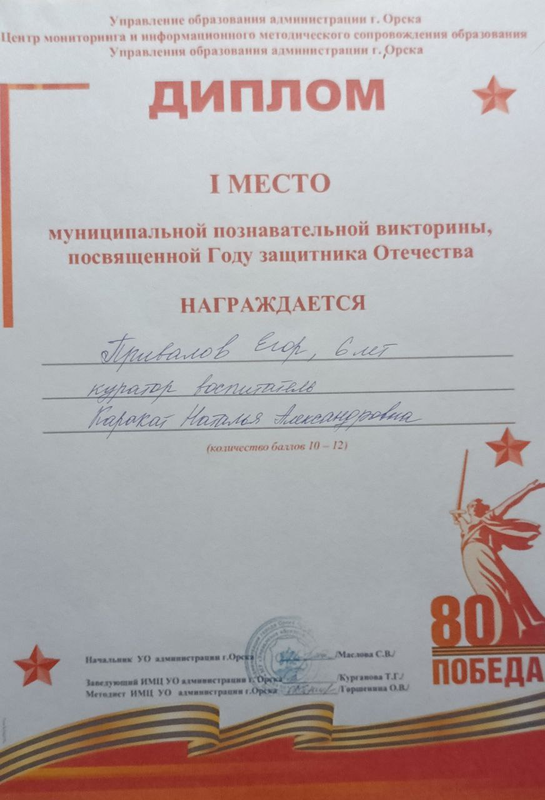 Управление образования администрации г. Орска
Центр мониторинга и информационного методического сопровождения образования
Управления образования администрации г. Орска
ДИПЛОМ
I МЕСТО
муниципальной познавательной викторины,
посвященной Году защитника Отечества
НАГРАЖДАЕТСЯ
Привалов Егор, 6 лет
куратор воспитатель
Каракат Наталья Александровна
(количество баллов 10 – 12)
80
ПОБЕДА
Начальник УО администрации г.Орска /Маслова С.В./
Заведующий ИМЦ УО администрации г. Орска /Курганова Т.Г./
Методист ИМЦ УО администрации г.Орска /Горшенина О.В./